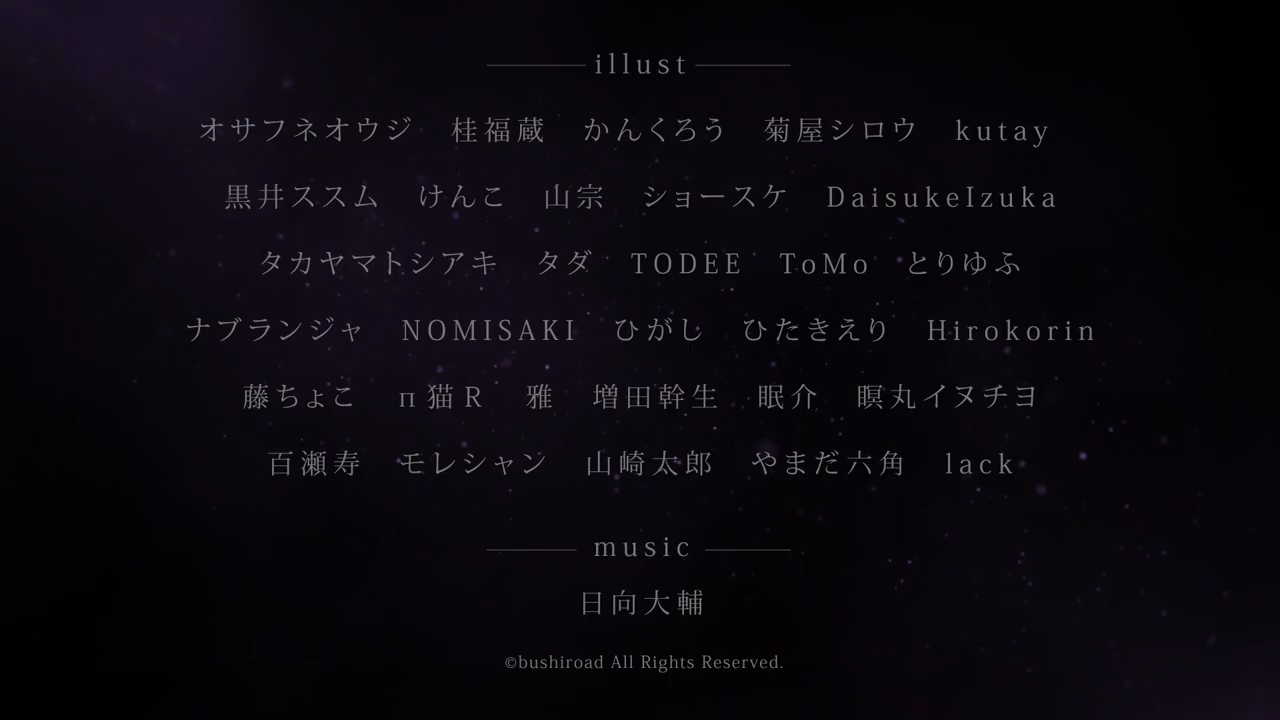 illust
オサフネオウジ　桂福蔵　かんくろう　菊屋シロウ　kutay
黒井ススム　けんこ　山宗　ショースケ　DaisukeIzuka
タカヤマトシアキ　タダ　TODEE　ToMo　とりゆふ
ナブランジャ　NOMISAKI　ひがし　ひたきえり　Hirokorin
藤ちょこ　п猫R　雅　増田幹生　眠介　瞑丸イヌチヨ
百瀬寿　モレシャン　山崎太郎　やまだ六角　lack
music
日向大輔
©bushiroad All Rights Reserved.